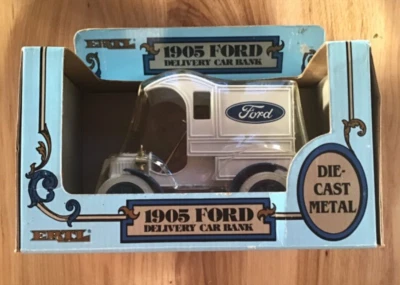 ERTL
1905 FORD
DELIVERY CAR BANK
Ford
DIE-
CAST
METAL
1905 FORD
DELIVERY CAR BANK
ERTL